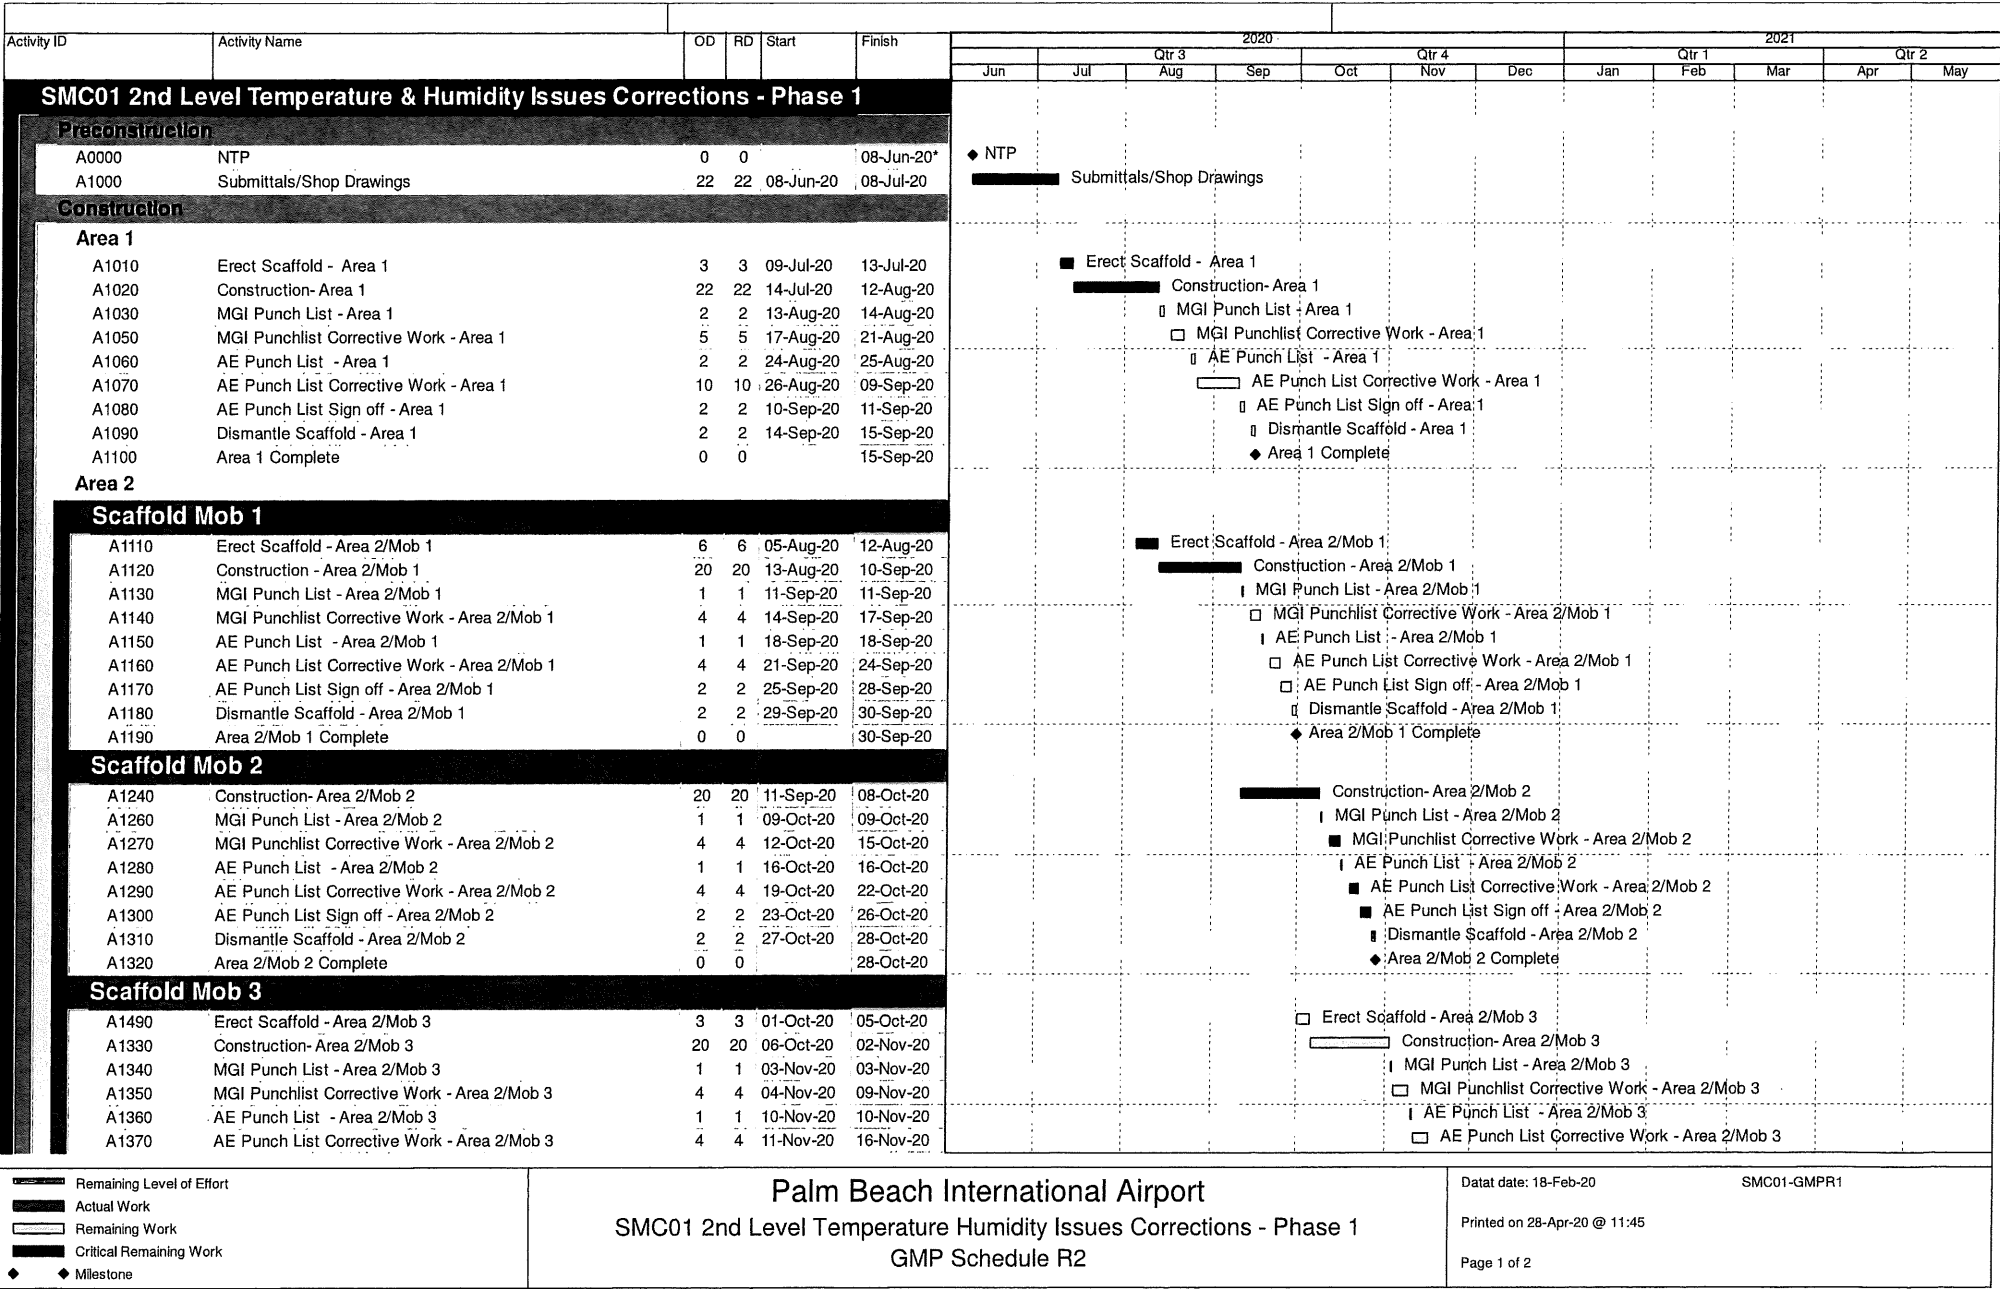 Activity ID Activity Name OD RD Start Finish 2020 2021
Qtr 3 Qtr 4 Qtr 1 Qtr 2
Jun Jul Aug Sep Oct Nov Dec Jan Feb Mar Apr May
SMC01 2nd Level Temperature & Humidity Issues Corrections - Phase 1
Preconstruction
A0000 NTP 0 0 08-Jun-20* NTP
A1000 Submittals/Shop Drawings 22 22 08-Jun-20 08-Jul-20 Submittals/Shop Drawings
Construction
Area 1
A1010 Erect Scaffold - Area 1 3 3 09-Jul-20 13-Jul-20 Erect Scaffold - Area 1
A1020 Construction- Area 1 22 22 14-Jul-20 12-Aug-20 Construction- Area 1
A1030 MGI Punch List - Area 1 2 2 13-Aug-20 14-Aug-20 MGI Punch List - Area 1
A1050 MGI Punchlist Corrective Work - Area 1 5 5 17-Aug-20 21-Aug-20 MGI Punchlist Corrective Work - Area 1
A1060 AE Punch List - Area 1 2 2 24-Aug-20 25-Aug-20 AE Punch List - Area 1
A1070 AE Punch List Corrective Work - Area 1 10 10 26-Aug-20 09-Sep-20 AE Punch List Corrective Work - Area 1
A1080 AE Punch List Sign off - Area 1 2 2 10-Sep-20 11-Sep-20 AE Punch List Sign off - Area 1
A1090 Dismantle Scaffold - Area 1 2 2 14-Sep-20 15-Sep-20 Dismantle Scaffold - Area 1
A1100 Area 1 Complete 0 0 15-Sep-20 Area 1 Complete
Area 2
Scaffold Mob 1
A1110 Erect Scaffold - Area 2/Mob 1 6 6 05-Aug-20 12-Aug-20 Erect Scaffold - Area 2/Mob 1
A1120 Construction - Area 2/Mob 1 20 20 13-Aug-20 10-Sep-20 Construction - Area 2/Mob 1
A1130 MGI Punch List - Area 2/Mob 1 1 1 11-Sep-20 11-Sep-20 MGI Punch List - Area 2/Mob 1
A1140 MGI Punchlist Corrective Work - Area 2/Mob 1 4 4 14-Sep-20 17-Sep-20 MGI Punchlist Corrective Work - Area 2/Mob 1
A1150 AE Punch List - Area 2/Mob 1 1 1 18-Sep-20 18-Sep-20 AE Punch List - Area 2/Mob 1
A1160 AE Punch List Corrective Work - Area 2/Mob 1 4 4 21-Sep-20 24-Sep-20 AE Punch List Corrective Work - Area 2/Mob 1
A1170 AE Punch List Sign off - Area 2/Mob 1 2 2 25-Sep-20 28-Sep-20 AE Punch List Sign off - Area 2/Mob 1
A1180 Dismantle Scaffold - Area 2/Mob 1 2 2 29-Sep-20 30-Sep-20 Dismantle Scaffold - Area 2/Mob 1
A1190 Area 2/Mob 1 Complete 0 0 30-Sep-20 Area 2/Mob 1 Complete
Scaffold Mob 2
A1240 Construction- Area 2/Mob 2 20 20 11-Sep-20 08-Oct-20 Construction- Area 2/Mob 2
A1260 MGI Punch List - Area 2/Mob 2 1 1 09-Oct-20 09-Oct-20 MGI Punch List - Area 2/Mob 2
A1270 MGI Punchlist Corrective Work - Area 2/Mob 2 4 4 12-Oct-20 15-Oct-20 MGI Punchlist Corrective Work - Area 2/Mob 2
A1280 AE Punch List - Area 2/Mob 2 1 1 16-Oct-20 16-Oct-20 AE Punch List - Area 2/Mob 2
A1290 AE Punch List Corrective Work - Area 2/Mob 2 4 4 19-Oct-20 22-Oct-20 AE Punch List Corrective Work - Area 2/Mob 2
A1300 AE Punch List Sign off - Area 2/Mob 2 2 2 23-Oct-20 26-Oct-20 AE Punch List Sign off - Area 2/Mob 2
A1310 Dismantle Scaffold - Area 2/Mob 2 2 2 27-Oct-20 28-Oct-20 Dismantle Scaffold - Area 2/Mob 2
A1320 Area 2/Mob 2 Complete 0 0 28-Oct-20 Area 2/Mob 2 Complete
Scaffold Mob 3
A1490 Erect Scaffold - Area 2/Mob 3 3 3 01-Oct-20 05-Oct-20 Erect Scaffold - Area 2/Mob 3
A1330 Construction- Area 2/Mob 3 20 20 06-Oct-20 02-Nov-20 Construction- Area 2/Mob 3
A1340 MGI Punch List - Area 2/Mob 3 1 1 03-Nov-20 03-Nov-20 MGI Punch List - Area 2/Mob 3
A1350 MGI Punchlist Corrective Work - Area 2/Mob 3 4 4 04-Nov-20 09-Nov-20 MGI Punchlist Corrective Work - Area 2/Mob 3
A1360 AE Punch List - Area 2/Mob 3 1 1 10-Nov-20 10-Nov-20 AE Punch List - Area 2/Mob 3
A1370 AE Punch List Corrective Work - Area 2/Mob 3 4 4 11-Nov-20 16-Nov-20 AE Punch List Corrective Work - Area 2/Mob 3
Remaining Level of Effort
Actual Work
Remaining Work
Critical Remaining Work
Milestone
Palm Beach International Airport
SMC01 2nd Level Temperature Humidity Issues Corrections - Phase 1
GMP Schedule R2
Datat date: 18-Feb-20 SMC01-GMPR1
Printed on 28-Apr-20 @ 11:45
Page 1 of 2